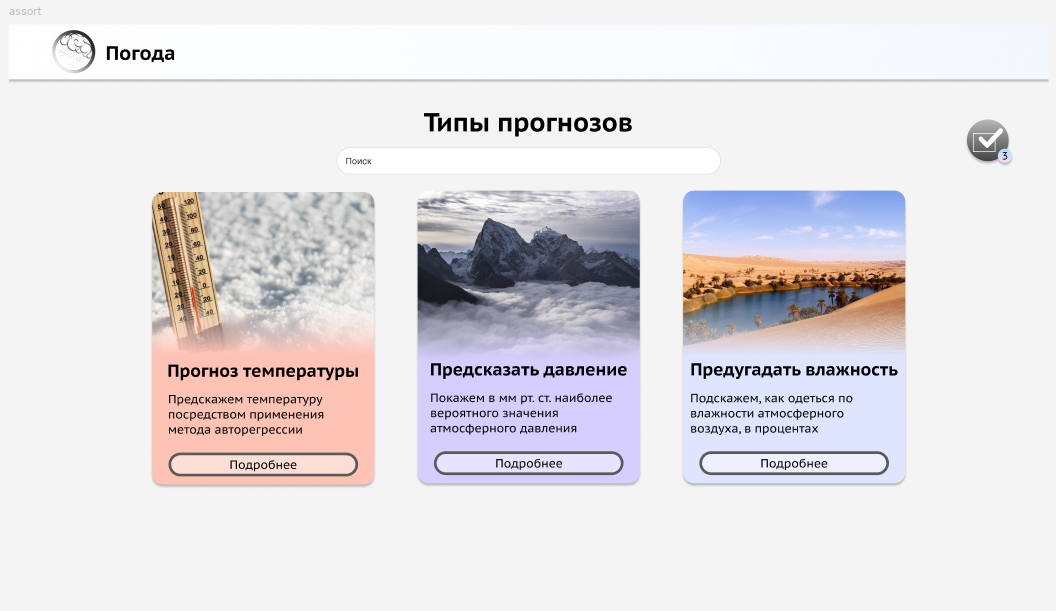 assort
Погода
Типы прогнозов
Поиск
3
Прогноз температуры
Предскажем температуру
посредством применения
метода авторегрессии
Подробнее
Предсказать давление
Покажем в мм рт. ст. наиболее
вероятного значения
атмосферного давления
Подробнее
Предугадать влажность
Подскажем, как одеться по
влажности атмосферного
воздуха, в процентах
Подробнее